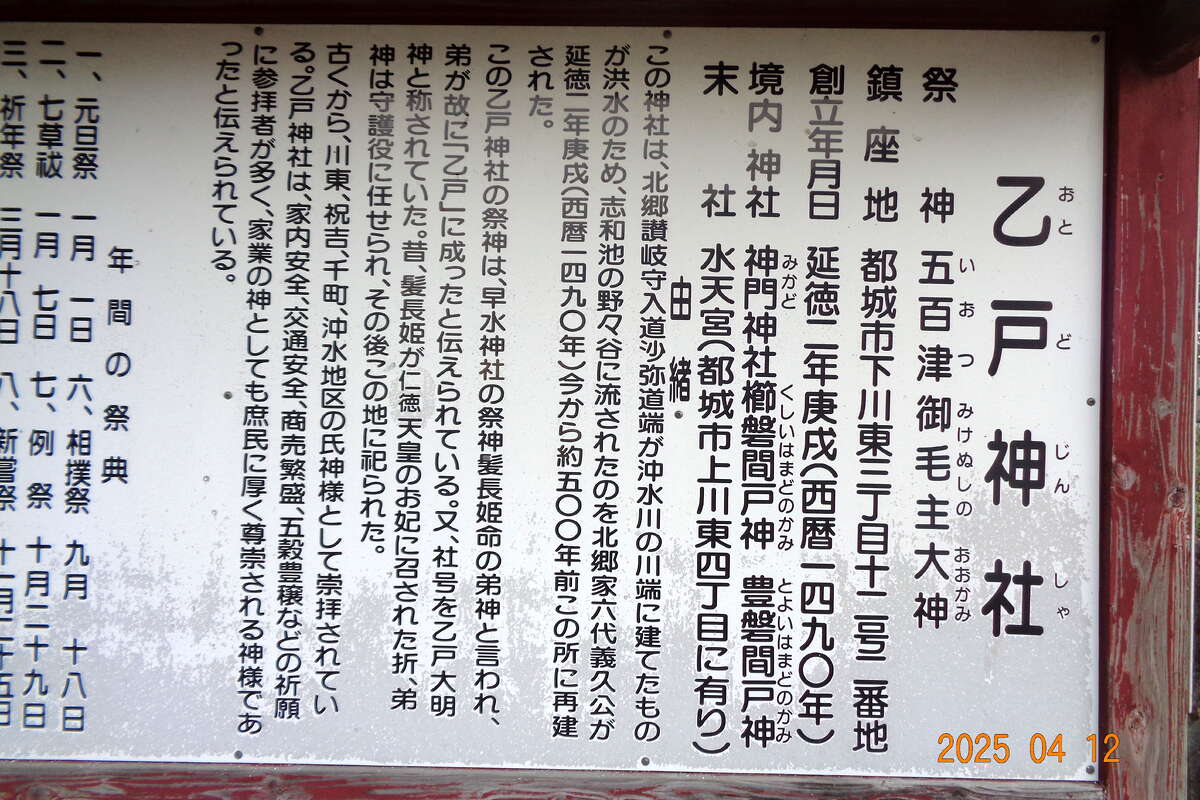 乙戸神社
おとどじんしゃ
祭神 五百津御毛主大神
いおつみけぬしのおおかみ
鎮座地 都城市下川東三丁目十二号二番地
創立年月日 延徳二年庚戌(西暦一四九〇年)
境内神社 神門神社櫛磐間戸神 豊磐間戸神
みかど くしいはまどのかみ とよいはまどのかみ
末社 水天宮(都城市上川東四丁目に有り)
由緒
この神社は、北郷讃岐守入道沙弥道端が沖水川の川端に建てたもの
が洪水のため、志和池の野々谷に流されたのを北郷家六代義久公が
延徳二年庚戌(西暦一四九〇年)今から約五〇〇年前この所に再建
された。
この乙戸神社の祭神は、早水神社の祭神髪長姫命の弟神と言われ、
弟が故に「乙戸」に成ったと伝えられている。又、社号を乙戸大明
神と称されていた。昔、髪長姫が仁徳天皇のお妃に召された折、弟
神は守護役に任せられ、その後この地に祀られた。
古くから、川東、祝吉、千町、沖水地区の氏神様として崇拝されてい
る。乙戸神社は、家内安全、交通安全、商売繁盛、五穀豊穣などの祈願
に参拝者が多く、家業の神としても庶民に厚く尊崇される神様であ
ったと伝えられている。
年間の祭典
一、元旦祭 一月 一日 六、相撲祭 九月 十八日
二、七草祓 一月 七日 七、例祭 十月二十九日
三、祈年祭 三月十八日 八、新嘗祭 十一月二十五日
2025 04 12